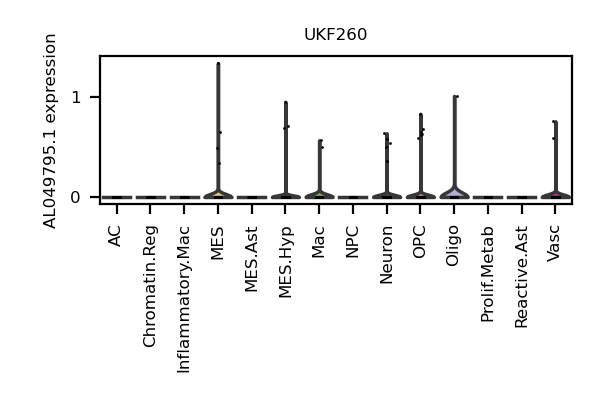 UKF260
AL049795.1 expression
1
0
AC
Chromatin.Reg
Inflammatory.Mac
MES
MES.Ast
MES.Hyp
Mac
NPC
Neuron
OPC
Oligo
Prolif.Metab
Reactive.Ast
Vasc